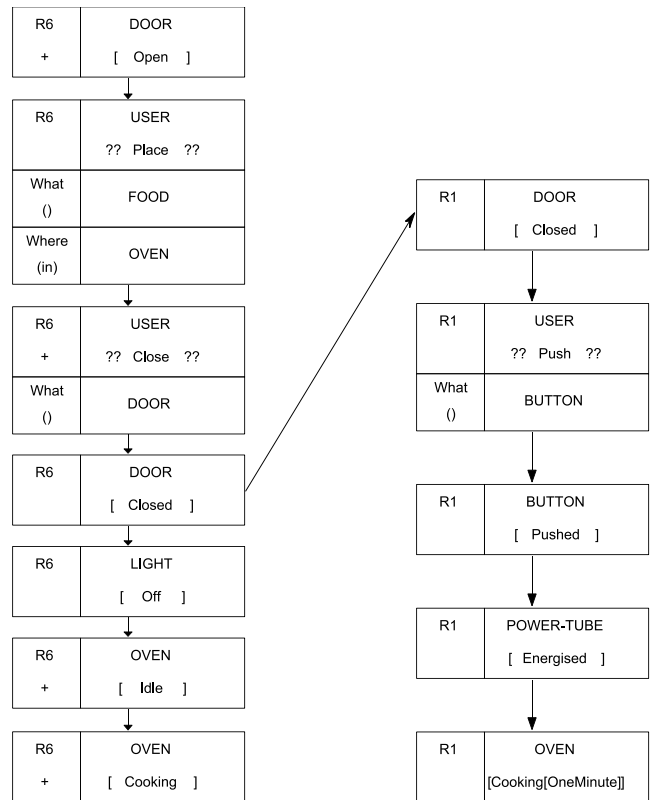 R6 DOOR
+ [ Open ]
R6 USER
?? Place ??
What
() FOOD
Where
(in) OVEN
R6 USER
+ ?? Close ??
What
() DOOR
R6 DOOR
[ Closed ]
R6 LIGHT
[ Off ]
R6 OVEN
+ [ Idle ]
R6 OVEN
+ [ Cooking ]
R1 DOOR
[ Closed ]
R1 USER
?? Push ??
What
() BUTTON
R1 BUTTON
[ Pushed ]
R1 POWER-TUBE
[ Energised ]
R1 OVEN
[Cooking[OneMinute]]